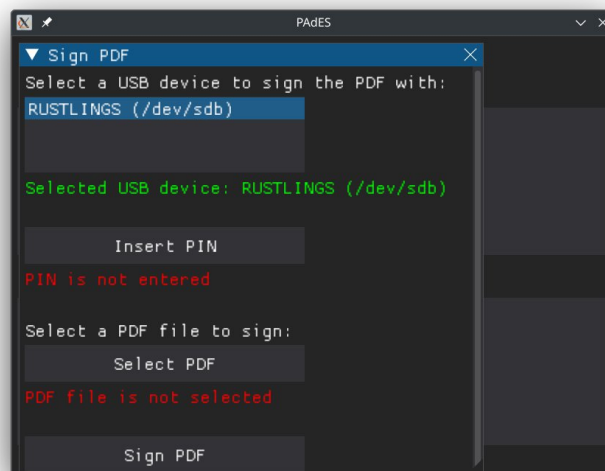 PAdES
Sign PDF
Select a USB device to sign the PDF with:
RUSTLINGS (/dev/sdb)
Selected USB device: RUSTLINGS (/dev/sdb)
Insert PIN
PIN is not entered
Select a PDF file to sign:
Select PDF
PDF file is not selected
Sign PDF